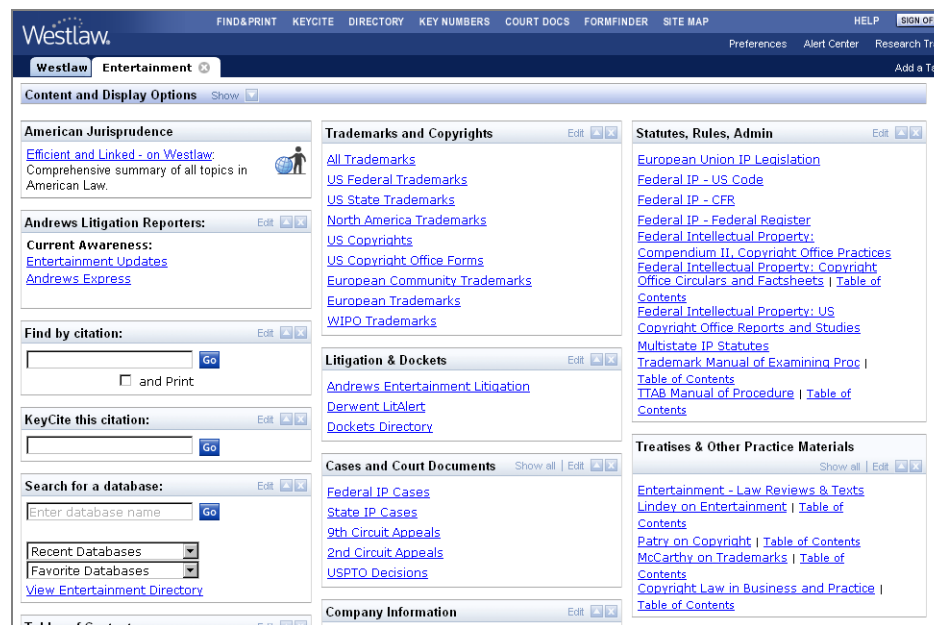 FIND&PRINT KEYCITE DIRECTORY KEY NUMBERS COURT DOCS FORMFINDER SITE MAP HELP SIGN OF
Westlaw.
Preferences Alert Center Research Tr
Westlaw Entertainment Add a Ta
Content and Display Options Show
American Jurisprudence
Efficient and Linked - on Westlaw:
Comprehensive summary of all topics in
American Law.
Andrews Litigation Reporters: Edit
Current Awareness:
Entertainment Updates
Andrews Express
Find by citation: Edit
Go
and Print
KeyCite this citation: Edit
Go
Search for a database: Edit
Enter database name Go
Recent Databases
Favorite Databases
View Entertainment Directory
Trademarks and Copyrights Edit
All Trademarks
US Federal Trademarks
US State Trademarks
North America Trademarks
US Copyrights
US Copyright Office Forms
European Community Trademarks
European Trademarks
WIPO Trademarks
Litigation & Dockets Edit
Andrews Entertainment Litigation
Derwent LitAlert
Dockets Directory
Cases and Court Documents Show all | Edit
Federal IP Cases
State IP Cases
9th Circuit Appeals
2nd Circuit Appeals
USPTO Decisions
Company Information Edit
Statutes, Rules, Admin Edit
European Union IP Legislation
Federal IP - US Code
Federal IP - CFR
Federal IP - Federal Register
Federal Intellectual Property:
Compendium II, Copyright Office Practices
Federal Intellectual Property: Copyright
Office Circulars and Factsheets | Table of
Contents
Federal Intellectual Property: US
Copyright Office Reports and Studies
Multistate IP Statutes
Trademark Manual of Examining Proc |
Table of Contents
TTAB Manual of Procedure | Table of
Contents
Treatises & Other Practice Materials
Show all | Edit
Entertainment - Law Reviews & Texts
Lindey on Entertainment | Table of
Contents
Patry on Copyright | Table of Contents
McCarthy on Trademarks | Table of
Contents
Copyright Law in Business and Practice |
Table of Contents